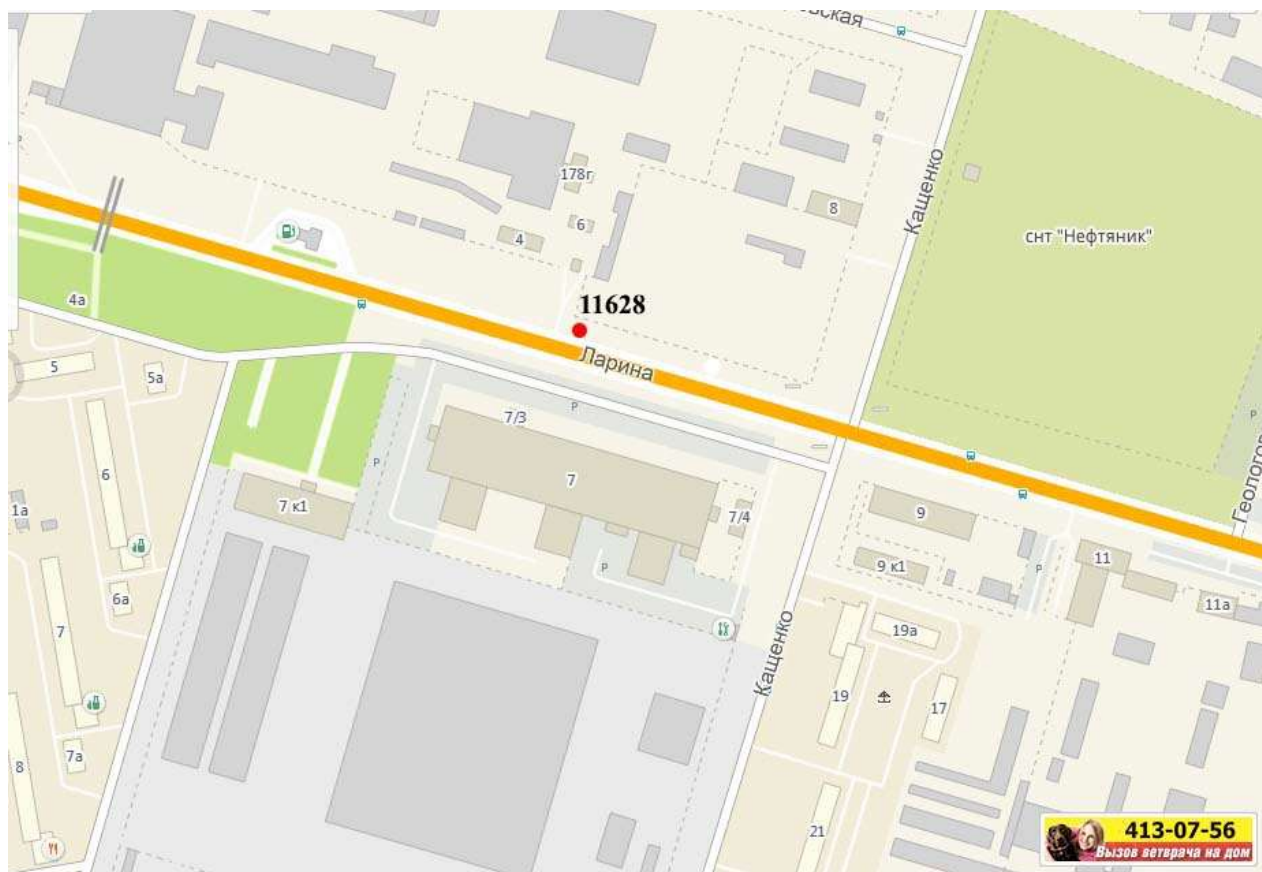 Кащенко
снт "Нефтяник"
178г
8
6
4
11628
Ларина
4а
5
5а
6
1а
6а
7
7а
8
7/3
7
7/4
7 к1
P
P
P
P
P
P
9
9 к1
11
11а
Геологов
Кащенко
19а
19
17
21
413-07-56
Вызов ветврача на дом